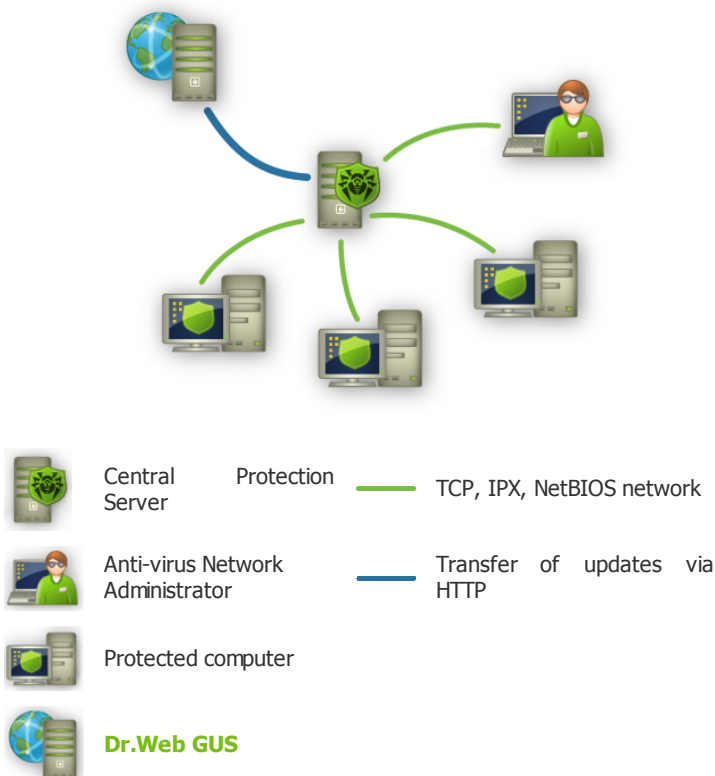 Central Protection
Server
TCP, IPX, NetBIOS network
Anti-virus Network
Administrator
Transfer of updates via
HTTP
Protected computer
Dr.Web GUS